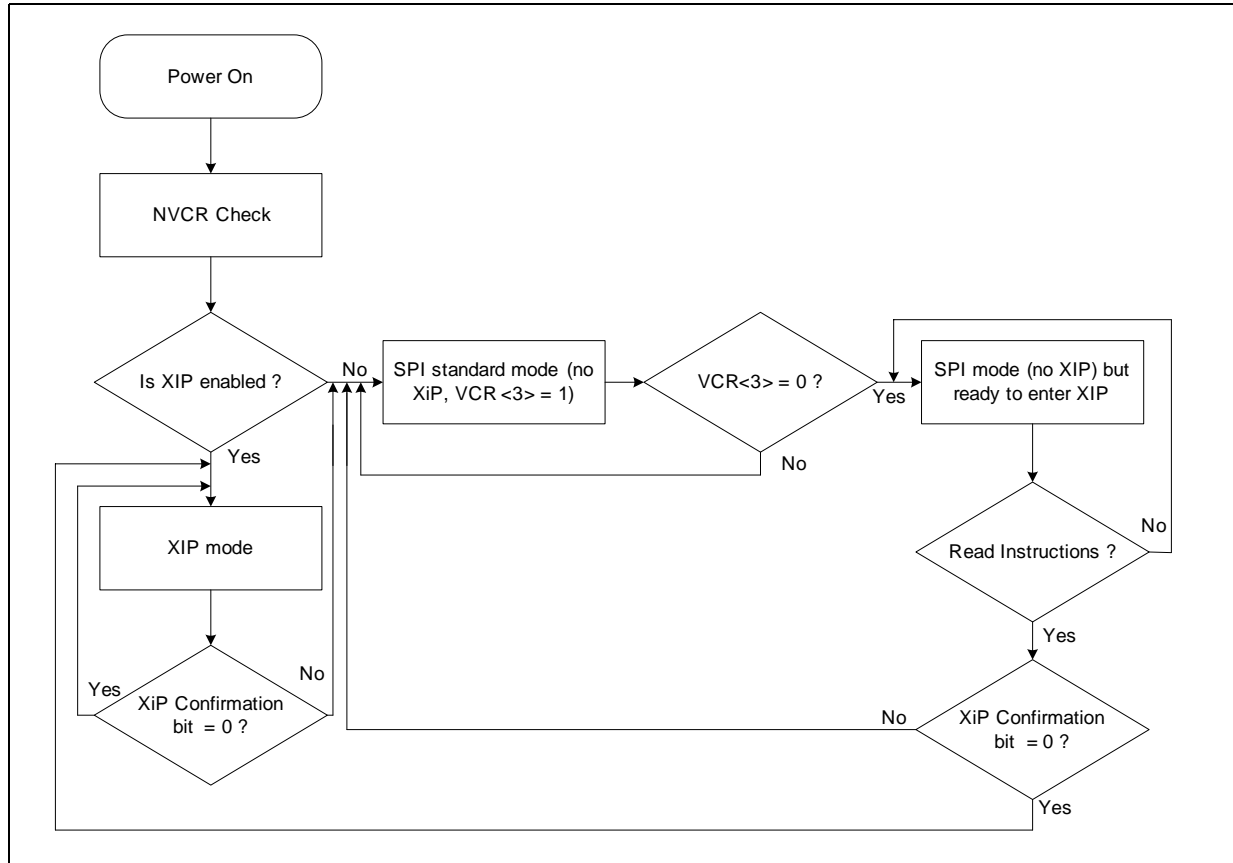 Power On
NVCR Check
Is XIP enabled ?
No
SPI standard mode (no
XiP, VCR <3> = 1)
VCR<3> = 0 ?
Yes
SPI mode (no XIP) but
ready to enter XIP
No
Yes
No
Read Instructions ?
XIP mode
Yes
No
Yes
XiP Confirmation
bit = 0 ?
No
XiP Confirmation
bit = 0 ?
Yes